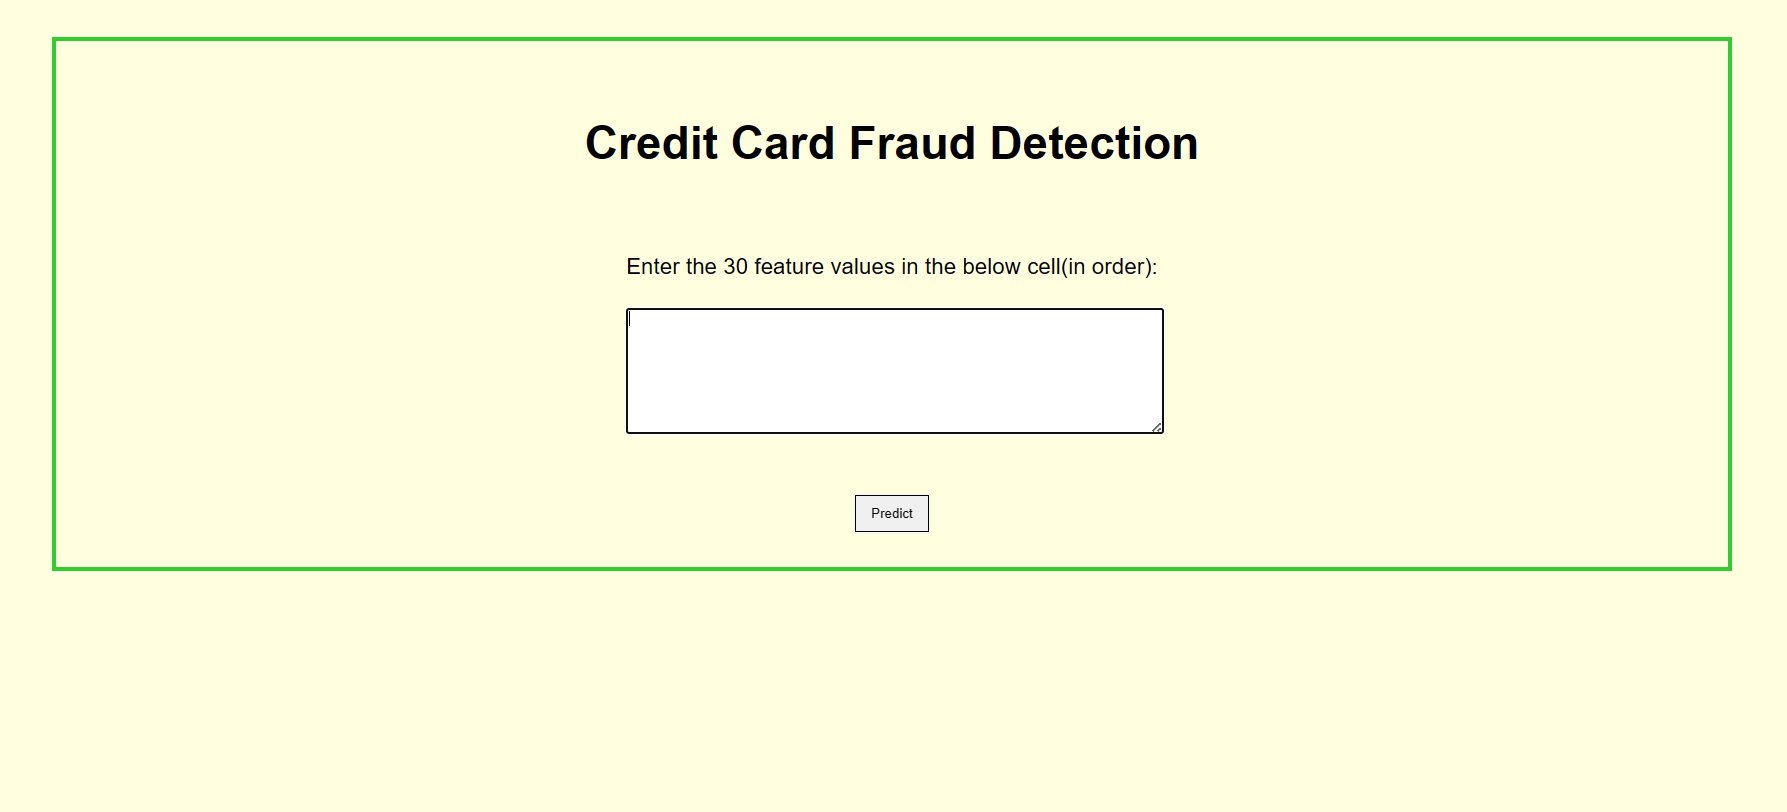 Credit Card Fraud Detection
Enter the 30 feature values in the below cell(in order):
Predict